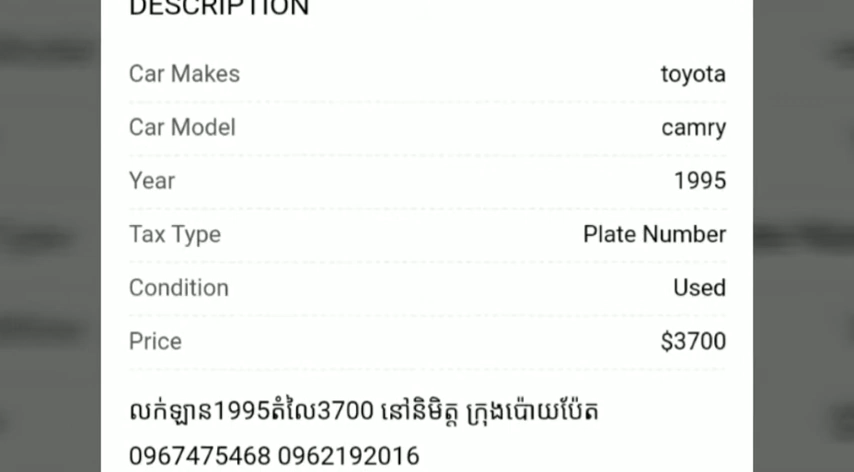 DESCRIPTION
Car Makes toyota
Car Model camry
Year 1995
Tax Type Plate Number
Condition Used
Price $3700
លក់ឡាន1995តំលៃ3700 នៅនិមិត្ត ក្រុងប៉ោយប៉ែត
0967475468 0962192016